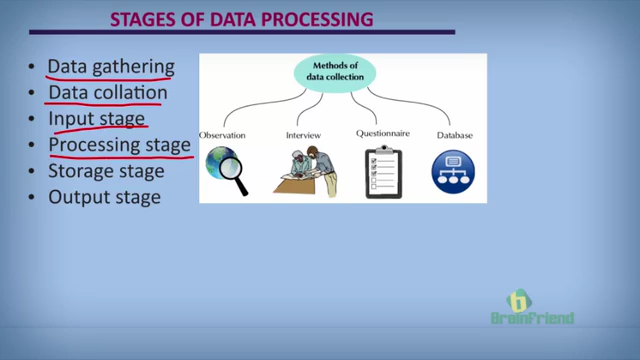 STAGES OF DATA PROCESSING
• Data gathering
• Data collation
• Input stage
• Processing stage
• Storage stage
• Output stage
Methods of
data collection
Observation
Interview
Questionnaire
Database
BrainFriend